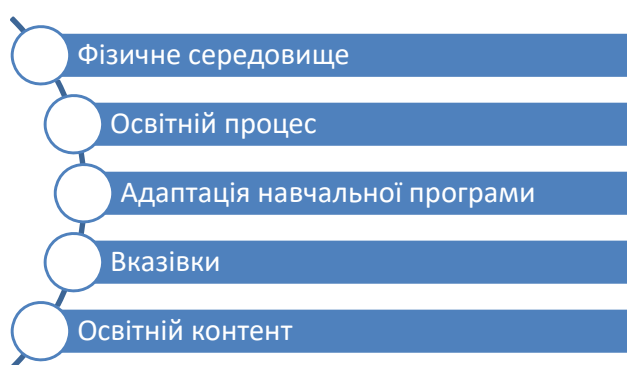 Фізичне середовище
Освітній процес
Адаптація навчальної програми
Вказівки
Освітній контент